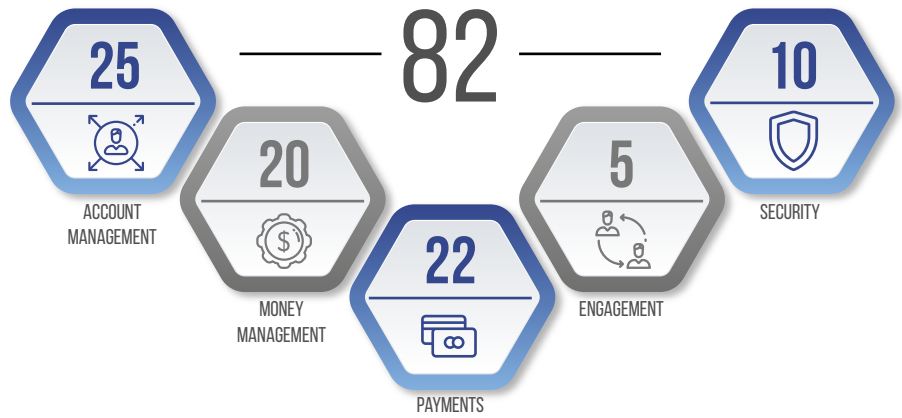 82
25
ACCOUNT
MANAGEMENT
20
$
MONEY
MANAGEMENT
22
PAYMENTS
5
ENGAGEMENT
10
SECURITY